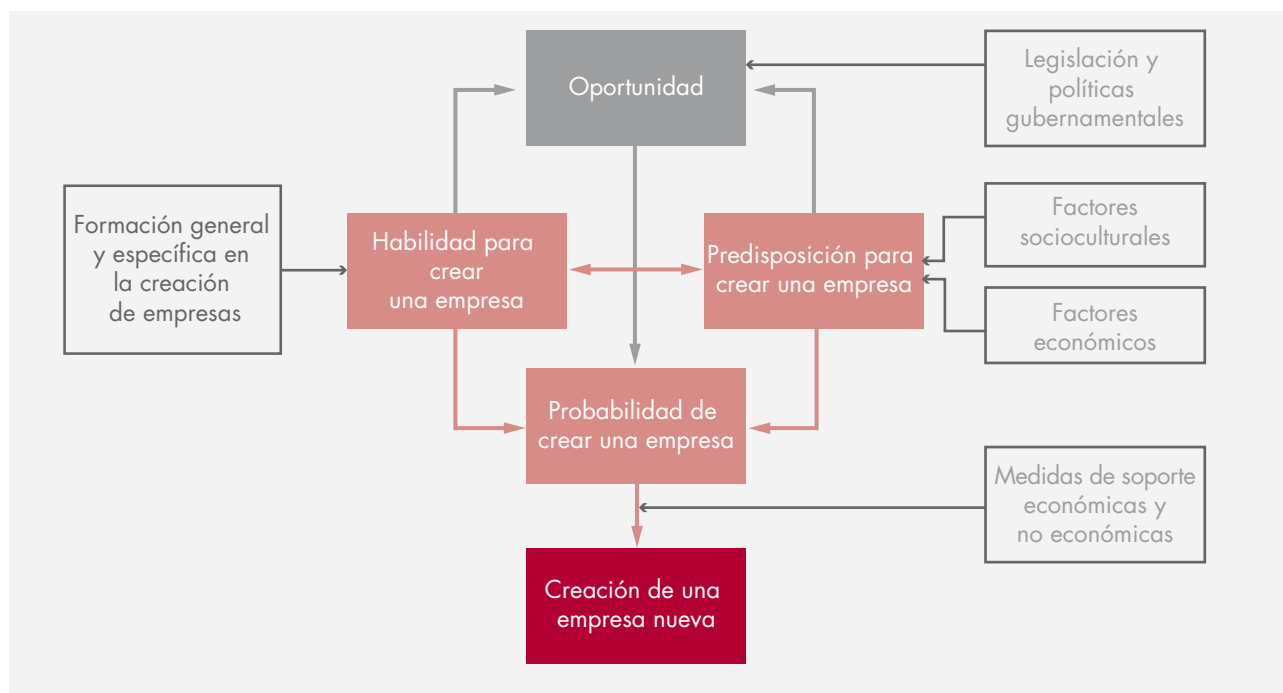 Oportunidad
Legislación y
políticas
gubernamentales
Formación general
y específica en
la creación
de empresas
Habilidad para
crear
una empresa
Predisposición para
crear una empresa
Factores
socioculturales
Factores
económicos
Probabilidad de
crear una empresa
Medidas de soporte
económicas y
no económicas
Creación de una
empresa nueva